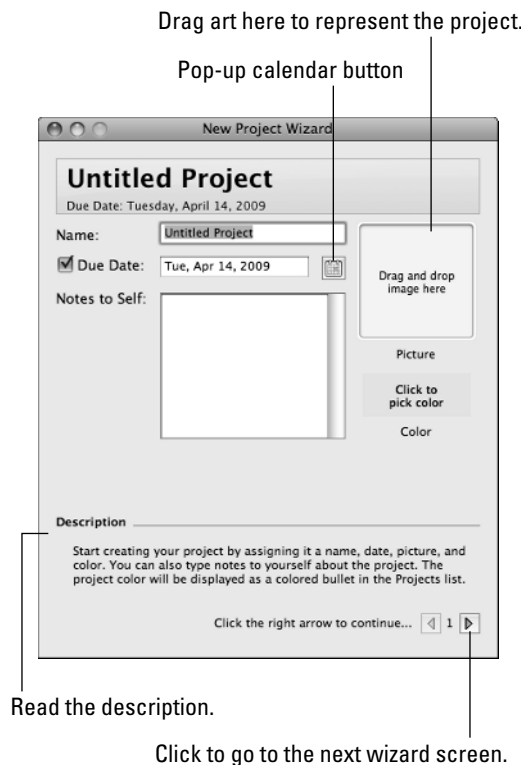 Drag art here to represent the project.
Pop-up calendar button
New Project Wizard
Untitled Project
Due Date: Tuesday, April 14, 2009
Name:
Untitled Project
Due Date:
Tue, Apr 14, 2009
Notes to Self:
Drag and drop
image here
Picture
Click to
pick color
Color
Description
Start creating your project by assigning it a name, date, picture, and
color. You can also type notes to yourself about the project. The
project color will be displayed as a colored bullet in the Projects list.
Click the right arrow to continue... 1
Read the description.
Click to go to the next wizard screen.